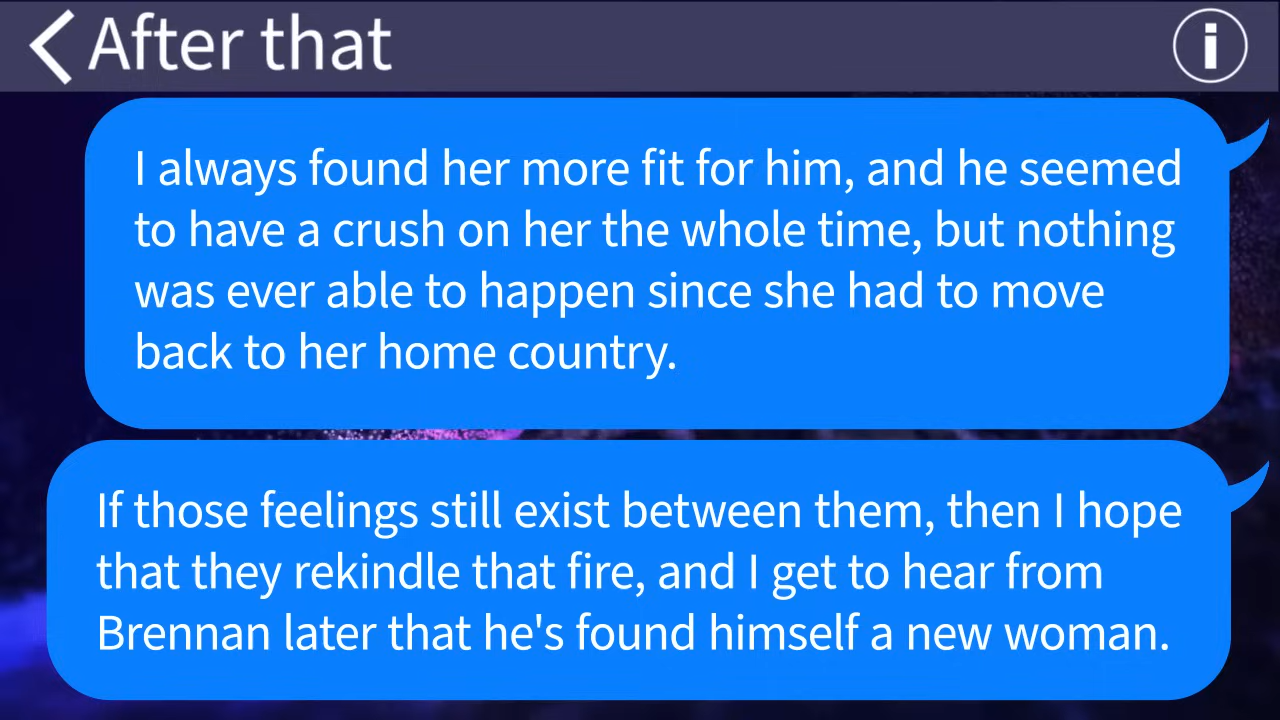 After that
I always found her more fit for him, and he seemed
to have a crush on her the whole time, but nothing
was ever able to happen since she had to move
back to her home country.
If those feelings still exist between them, then I hope
that they rekindle that fire, and I get to hear from
Brennan later that he's found himself a new woman.